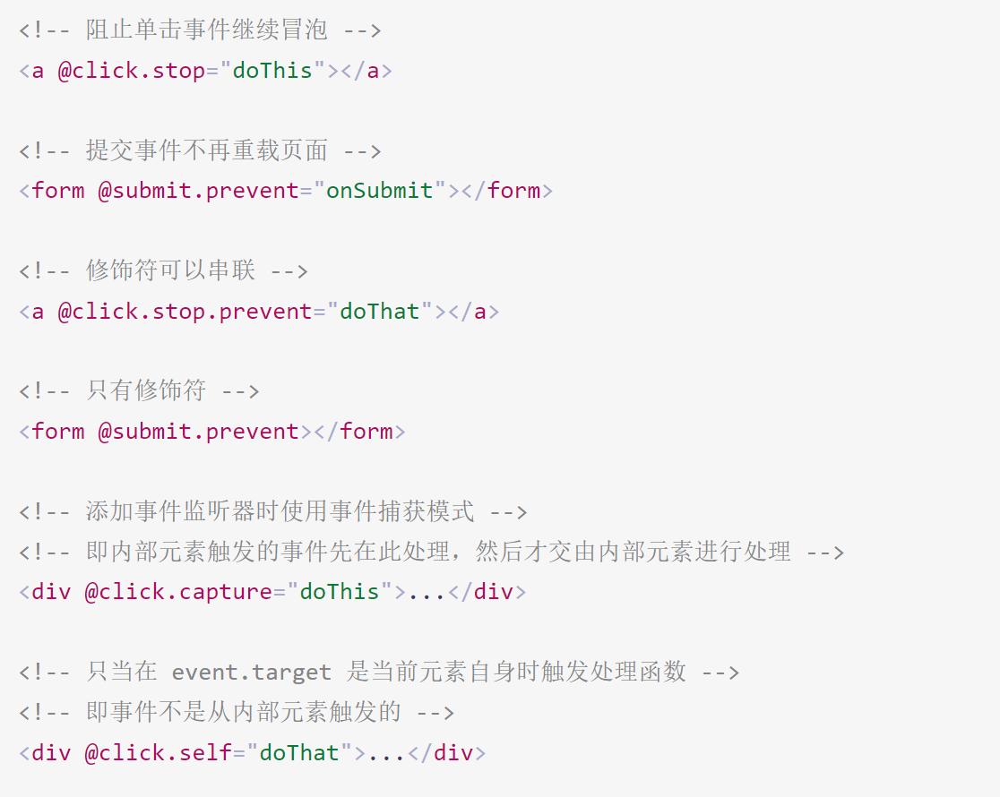 <!-- 阻止单击事件继续冒泡 -->
<a @click.stop="doThis"></a>
<!-- 提交事件不再重载页面 -->
<form @submit.prevent="onSubmit"></form>
<!-- 修饰符可以串联 -->
<a @click.stop.prevent="doThat"></a>
<!-- 只有修饰符 -->
<form @submit.prevent></form>
<!-- 添加事件监听器时使用事件捕获模式 -->
<!-- 即内部元素触发的事件先在此处理，然后才交由内部元素进行处理 -->
<div @click.capture="doThis">...</div>
<!-- 只当在 event.target 是当前元素自身时触发处理函数 -->
<!-- 即事件不是从内部元素触发的 -->
<div @click.self="doThat">...</div>